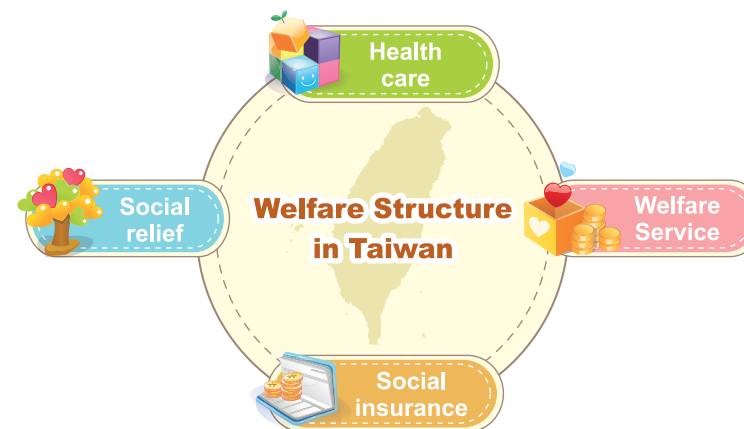 Health
care
Social
relief
Welfare Structure
in Taiwan
Welfare
Service
Social
insurance